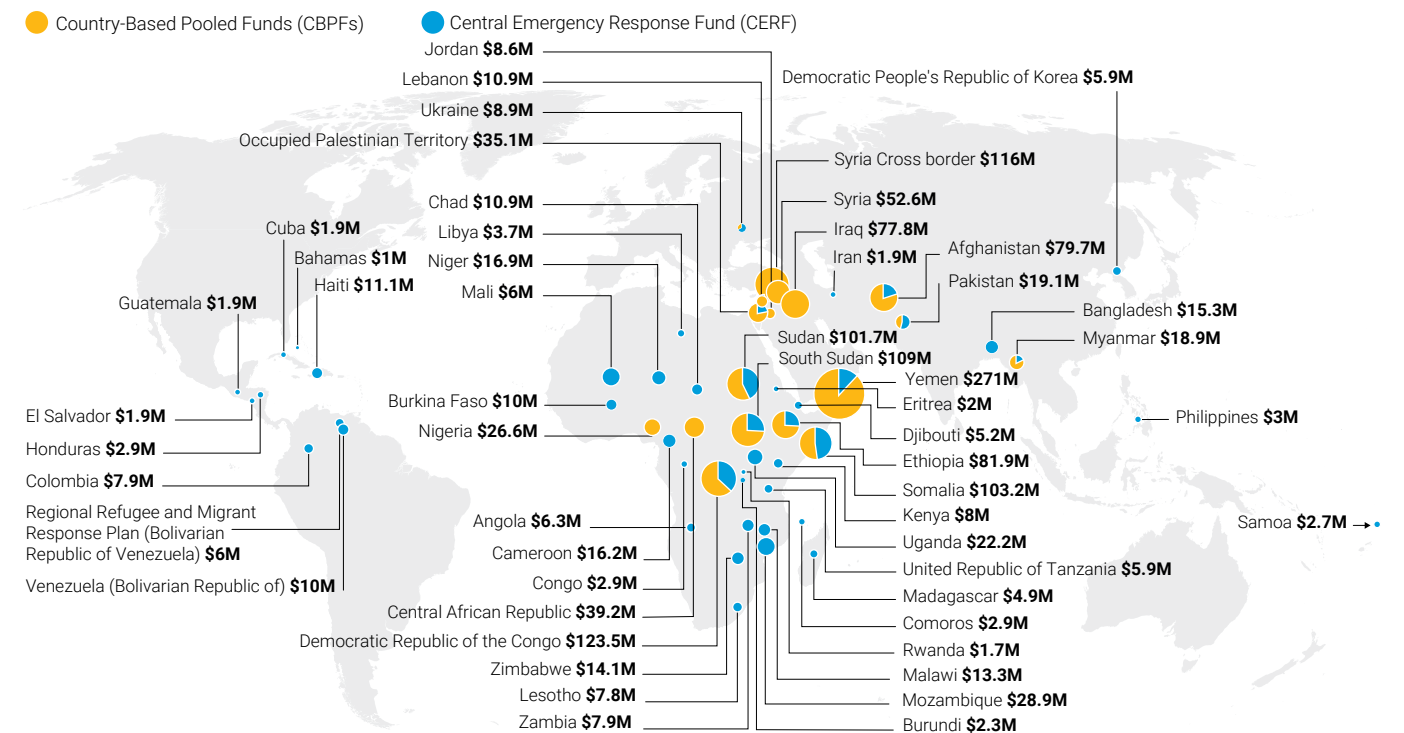 Country-Based Pooled Funds (CBPFs)
Central Emergency Response Fund (CERF)
Jordan $8.6M
Lebanon $10.9M
Ukraine $8.9M
Occupied Palestinian Territory $35.1M
Democratic People's Republic of Korea $5.9M
Syria Cross border $116M
Syria $52.6M
Iraq $77.8M
Iran $1.9M
Afghanistan $79.7M
Pakistan $19.1M
Bangladesh $15.3M
Myanmar $18.9M
Chad $10.9M
Libya $3.7M
Niger $16.9M
Mali $6M
Cuba $1.9M
Bahamas $1M
Haiti $11.1M
Guatemala $1.9M
Sudan $101.7M
South Sudan $109M
Yemen $271M
Eritrea $2M
Djibouti $5.2M
Ethiopia $81.9M
Somalia $103.2M
Kenya $8M
Uganda $22.2M
United Republic of Tanzania $5.9M
Madagascar $4.9M
Comoros $2.9M
Rwanda $1.7M
Malawi $13.3M
Mozambique $28.9M
Burundi $2.3M
Philippines $3M
Samoa $2.7M
Burkina Faso $10M
Nigeria $26.6M
El Salvador $1.9M
Honduras $2.9M
Colombia $7.9M
Regional Refugee and Migrant
Response Plan (Bolivarian
Republic of Venezuela) $6M
Venezuela (Bolivarian Republic of) $10M
Angola $6.3M
Cameroon $16.2M
Congo $2.9M
Central African Republic $39.2M
Democratic Republic of the Congo $123.5M
Zimbabwe $14.1M
Lesotho $7.8M
Zambia $7.9M